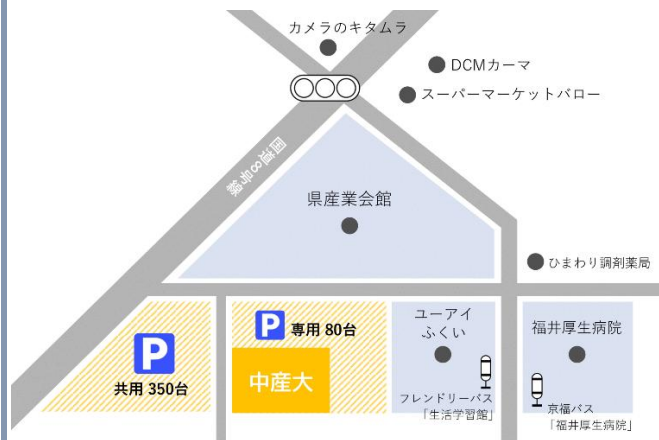 カメラのキタムラ
DCMカーマ
スーパーマーケットバロー
国道8号線
県産業会館
ひまわり調剤薬局
P
共用 350台
P 専用 80台
中産大
ユーアイ
ふくい
フレンドリーバス
「生活学習館」
福井厚生病院
京福バス
「福井厚生病院」